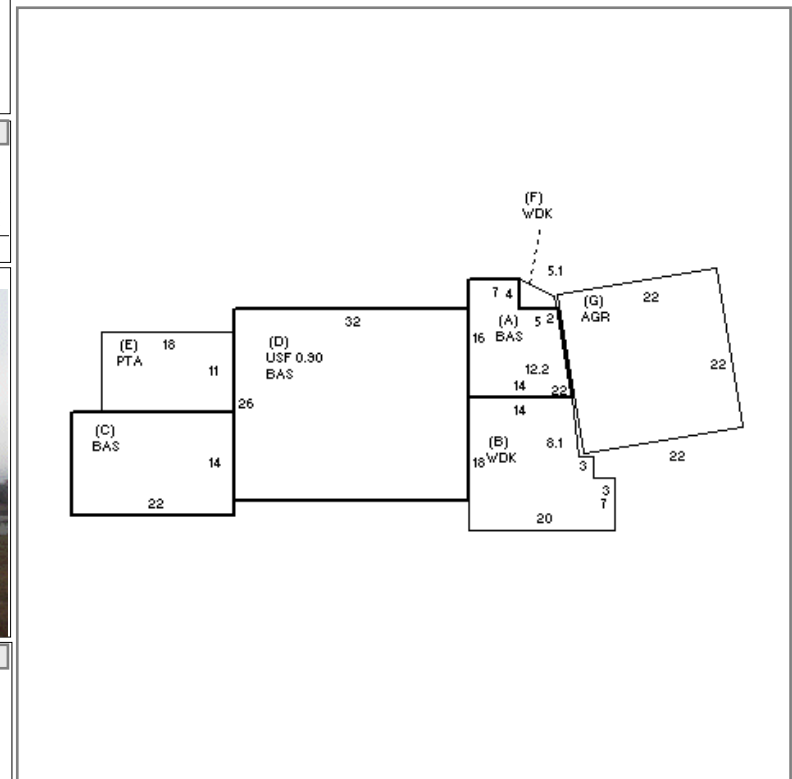 (F)
WDK
5.1
7 4
(G)
22
AGR
(A)
5 2
BAS
32
(D)
USF 0.90
BAS
(E)
18
PTA
16
11
22
12.2
14
22
26
14
(C)
BAS
(B)
8.1
22
14
18 WDK
3
3
7
22
20